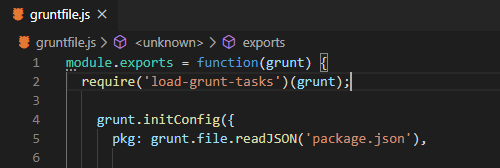 gruntfile.js ×
gruntfile.js > <unknown> > exports
1 module.exports = function(grunt) {
2 require('load-grunt-tasks')(grunt);
3
4 grunt.initConfig({
5 pkg: grunt.file.readJSON('package.json'),